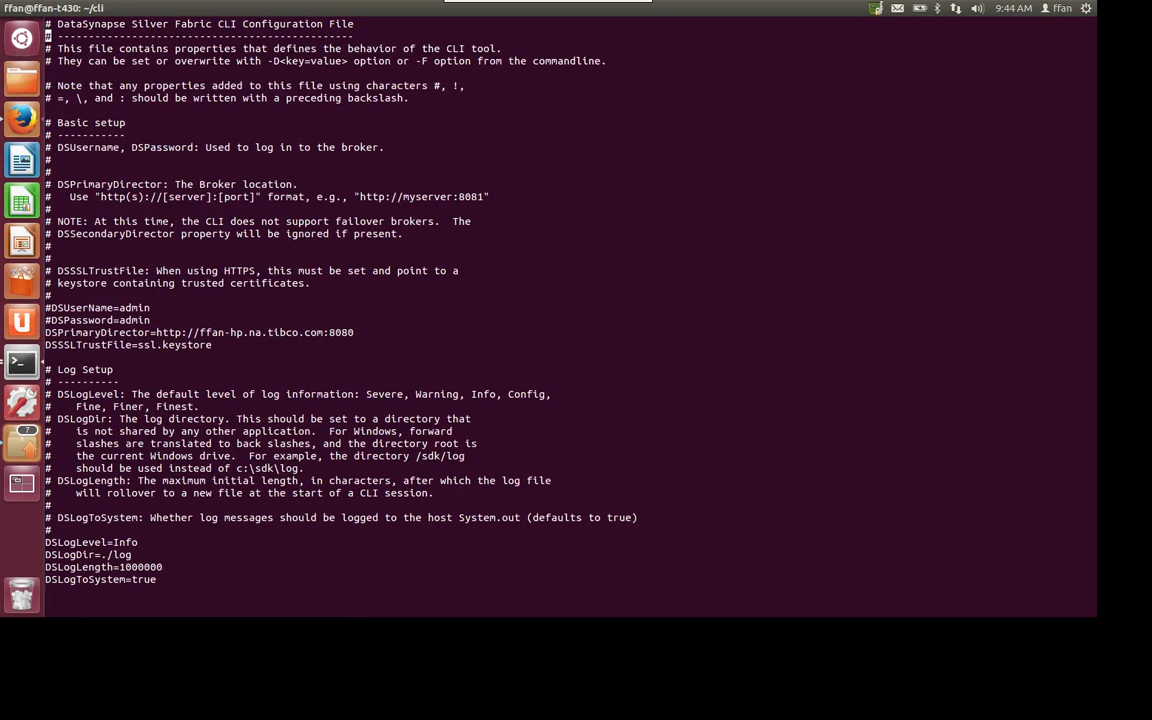 ffan@ffan-t430: ~/cli
9:44 AM
ffan
# DataSynapse Silver Fabric CLI Configuration File
# ------------------------------------------------
# This file contains properties that defines the behavior of the CLI tool.
# They can be set or overwrite with -D<key=value> option or -F option from the commandline.
# Note that any properties added to this file using characters #, !,
# =, \, and : should be written with a preceding backslash.
# Basic setup
# -----------
# DSUsername, DSPassword: Used to log in to the broker.
#
#
# DSPrimaryDirector: The Broker location.
#   Use "http(s)://[server]:[port]" format, e.g., "http://myserver:8081"
#
# NOTE: At this time, the CLI does not support failover brokers.  The
# DSSecondaryDirector property will be ignored if present.
#
#
# DSSSLTrustFile: When using HTTPS, this must be set and point to a
# keystore containing trusted certificates.
#
#DSUserName=admin
#DSPassword=admin
DSPrimaryDirector=http://ffan-hp.na.tibco.com:8080
DSSSLTrustFile=ssl.keystore
# Log Setup
# ----------
# DSLogLevel: The default level of log information: Severe, Warning, Info, Config,
#    Fine, Finer, Finest.
# DSLogDir: The log directory. This should be set to a directory that
#    is not shared by any other application.  For Windows, forward
#    slashes are translated to back slashes, and the directory root is
#    the current Windows drive.  For example, the directory /sdk/log
#    should be used instead of c:\sdk\log.
# DSLogLength: The maximum initial length, in characters, after which the log file
#    will rollover to a new file at the start of a CLI session.
#
# DSLogToSystem: Whether log messages should be logged to the host System.out (defaults to true)
#
DSLogLevel=Info
DSLogDir=./log
DSLogLength=1000000
DSLogToSystem=true
7